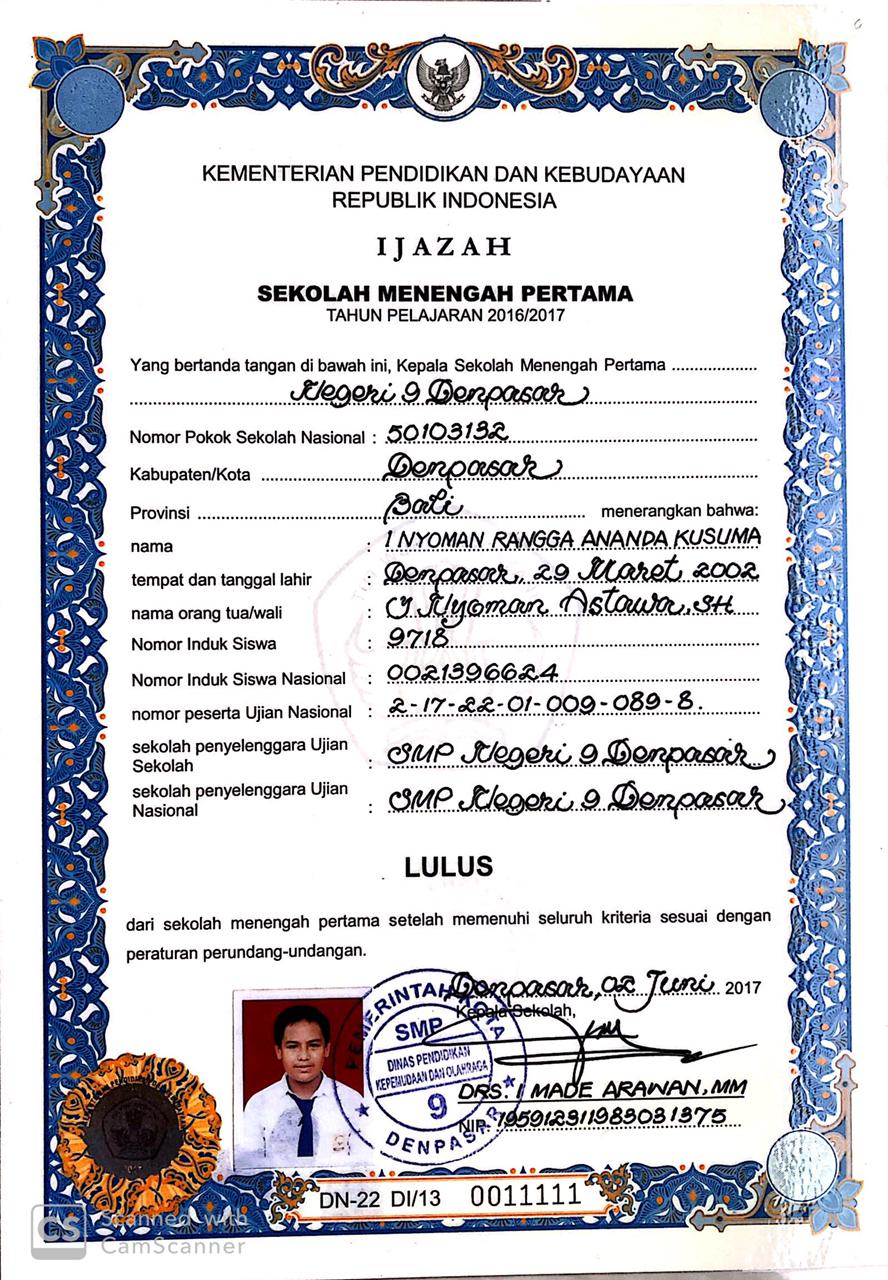 KEMENTERIAN PENDIDIKAN DAN KEBUDAYAAN
REPUBLIK INDONESIA
IJAZAH
SEKOLAH MENENGAH PERTAMA
TAHUN PELAJARAN 2016/2017
Yang bertanda tangan di bawah ini, Kepala Sekolah Menengah Pertama
Negeri 9 Denpasar
Nomor Pokok Sekolah Nasional : 50103132
Kabupaten/Kota Denpasar
Provinsi Bali menerangkan bahwa:
nama : I NYOMAN RANGGA ANANDA KUSUMA
tempat dan tanggal lahir : Denpasar, 29 Maret 2002
nama orang tua/wali : I Nyoman Astawa, SH
Nomor Induk Siswa : 9718
Nomor Induk Siswa Nasional : 0021396624
nomor peserta Ujian Nasional : 2-17-22-01-009-089-8.
sekolah penyelenggara Ujian
Sekolah : SMP Negeri 9 Denpasar
sekolah penyelenggara Ujian
Nasional : SMP Negeri 9 Denpasar
LULUS
dari sekolah menengah pertama setelah memenuhi seluruh kriteria sesuai dengan
peraturan perundang-undangan.
Denpasar, 02 Juni 2017
Kepala Sekolah,
PEMERINTAH KOTA
SMP
DINAS PENDIDIKAN
KEPEMUDAAN DAN OLAHRAGA
9
DENPASAR
DRS. I MADE ARAWAN, MM
NIP. 195912311983031375
DN-22 DI/13 0011111
CS Scanned with
CamScanner